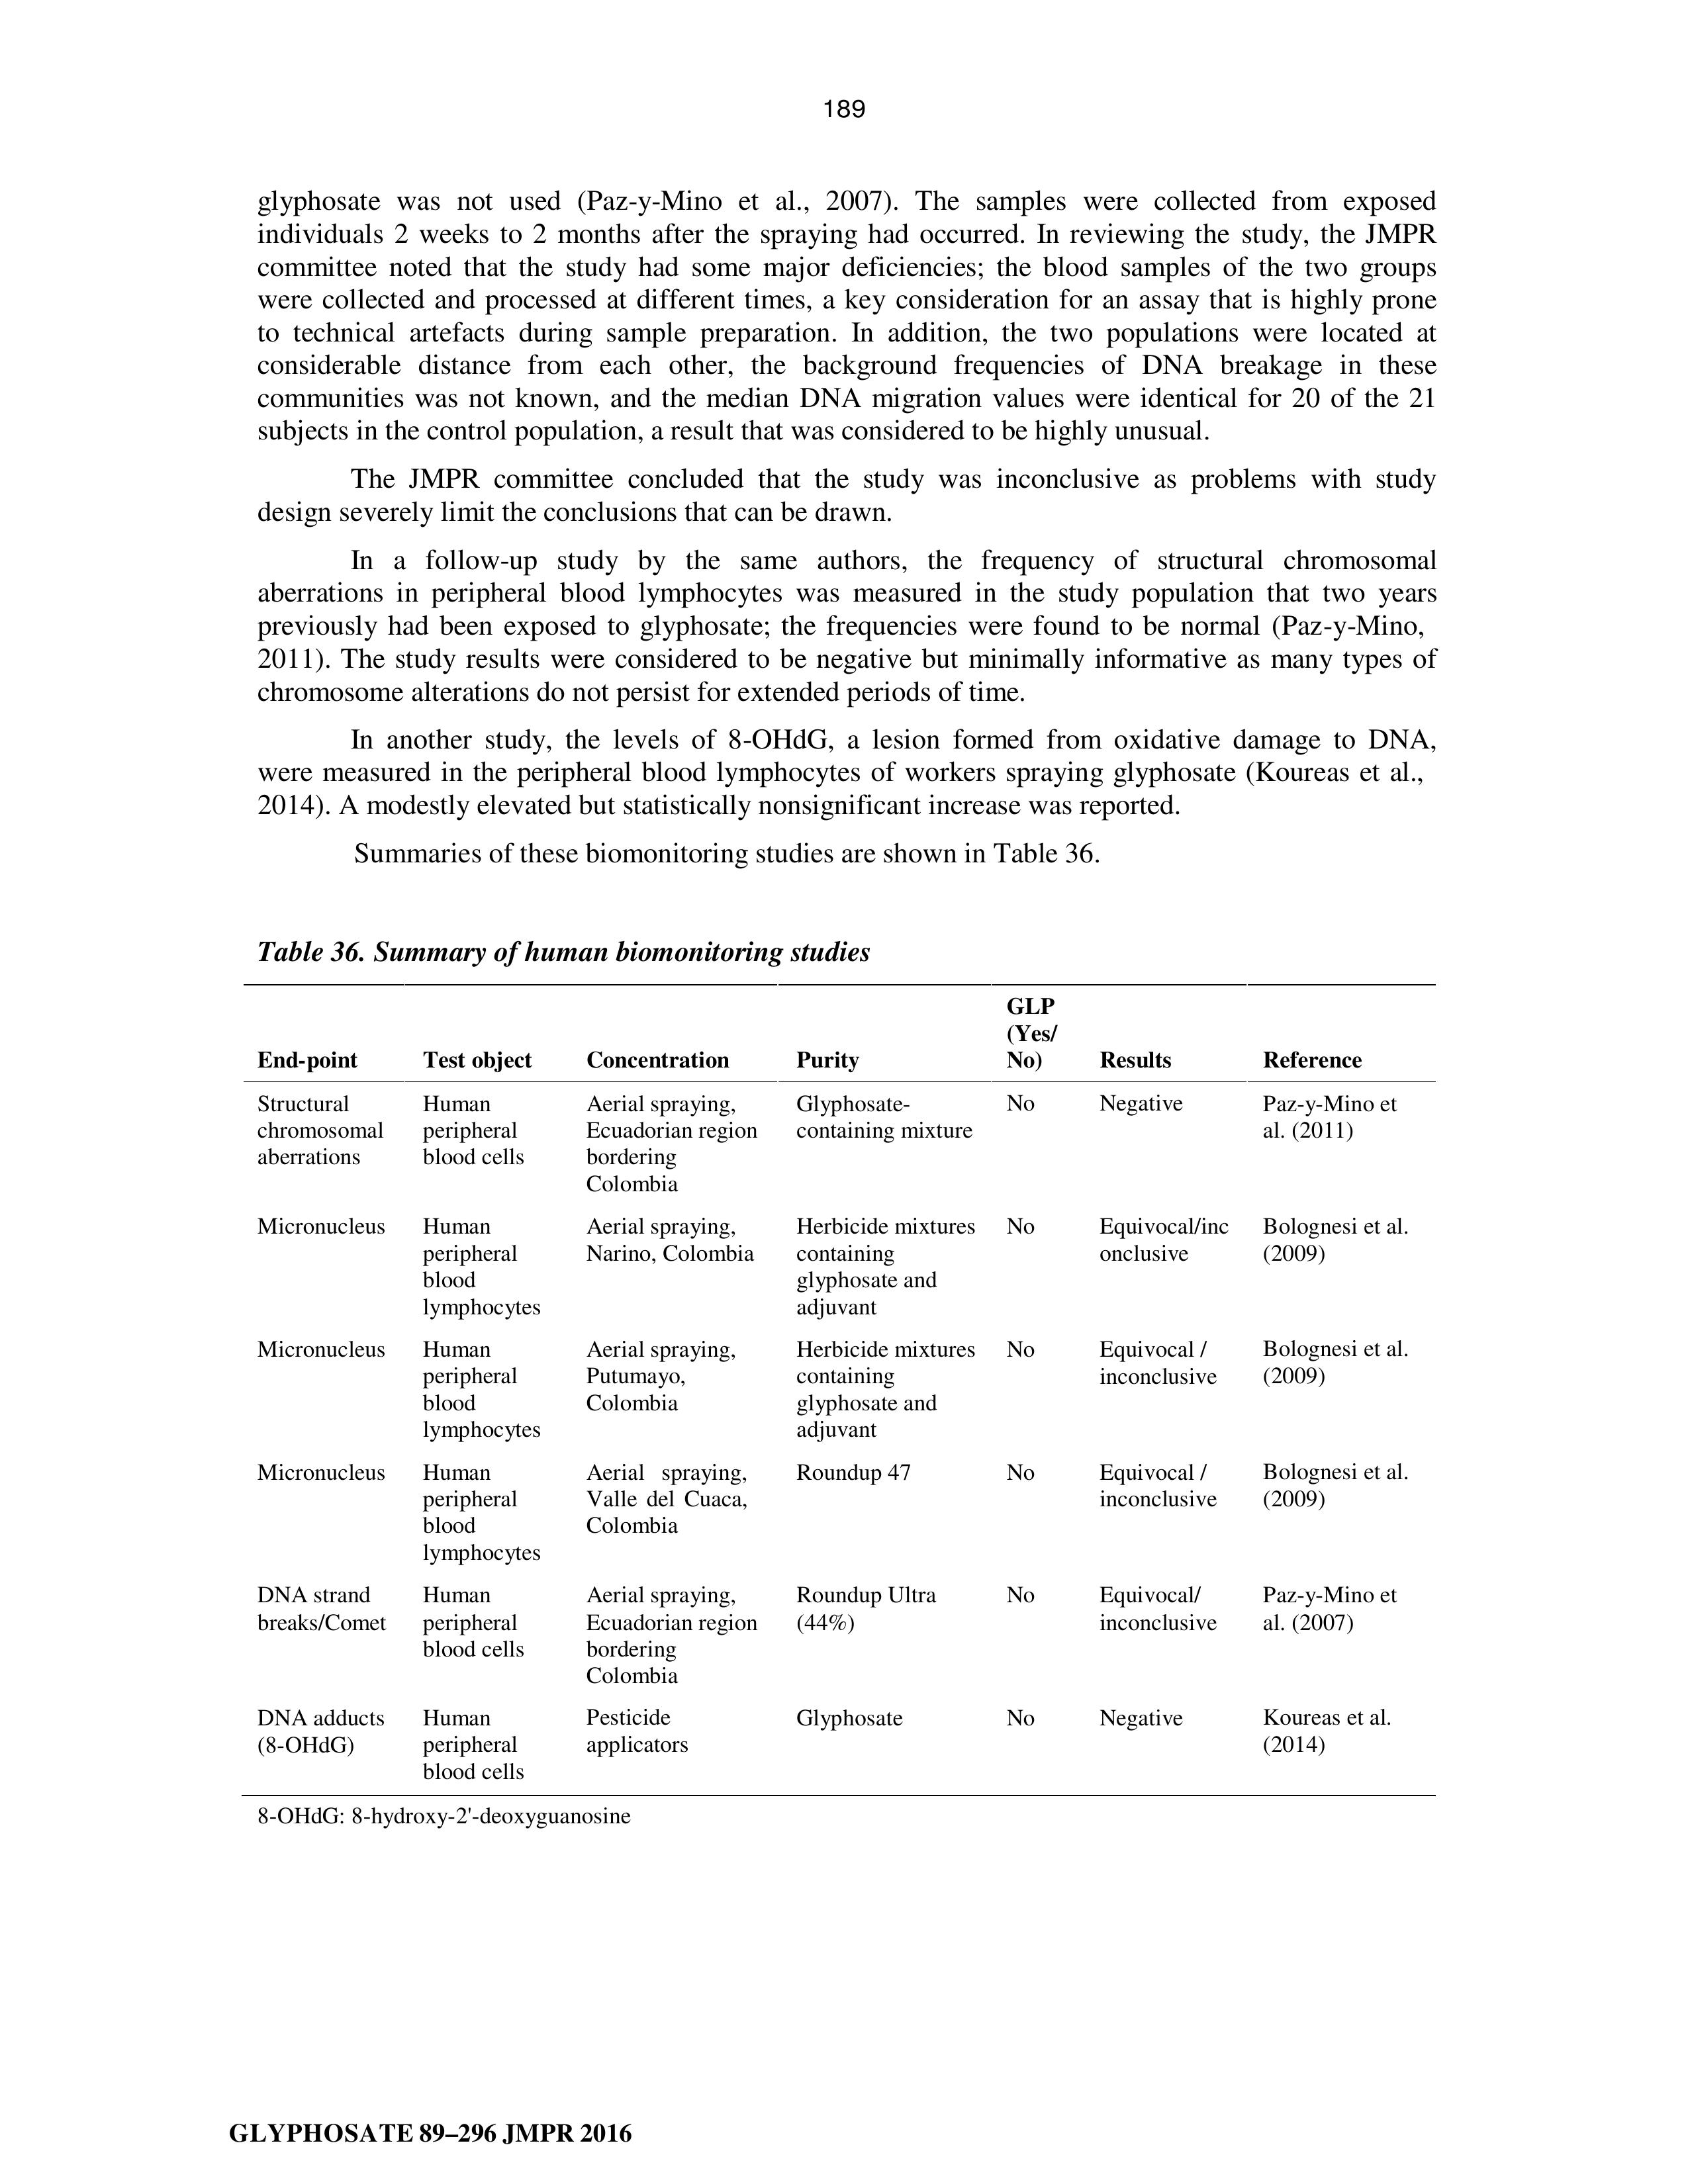 189
glyphosate was not used (Paz-y-Mino et al., 2007). The samples were collected from exposed
individuals 2 weeks to 2 months after the spraying had occurred. In reviewing the study, the JMPR
committee noted that the study had some major deficiencies; the blood samples of the two groups
were collected and processed at different times, a key consideration for an assay that is highly prone
to technical artefacts during sample preparation. In addition, the two populations were located at
considerable distance from each other, the background frequencies of DNA breakage in these
communities was not known, and the median DNA migration values were identical for 20 of the 21
subjects in the control population, a result that was considered to be highly unusual.
The JMPR committee concluded that the study was inconclusive as problems with study
design severely limit the conclusions that can be drawn.
In a follow-up study by the same authors, the frequency of structural chromosomal
aberrations in peripheral blood lymphocytes was measured in the study population that two years
previously had been exposed to glyphosate; the frequencies were found to be normal (Paz-y-Mino,
2011). The study results were considered to be negative but minimally informative as many types of
chromosome alterations do not persist for extended periods of time.
In another study, the levels of 8-OHdG, a lesion formed from oxidative damage to DNA,
were measured in the peripheral blood lymphocytes of workers spraying glyphosate (Koureas et al.,
2014). A modestly elevated but statistically nonsignificant increase was reported.
Summaries of these biomonitoring studies are shown in Table 36.
Table 36. Summary of human biomonitoring studies
GLP
(Yes/
End-point Test object Concentration Purity No) Results Reference
Structural Human Aerial spraying, Glyphosate- No Negative Paz-y-Mino et
chromosomal peripheral Ecuadorian region containing mixture al. (2011)
aberrations blood cells bordering
Colombia
Micronucleus Human Aerial spraying, Herbicide mixtures No Equivocal/inc Bolognesi et al.
peripheral Narino, Colombia containing onclusive (2009)
blood glyphosate and
lymphocytes adjuvant
Micronucleus Human Aerial spraying, Herbicide mixtures No Equivocal / Bolognesi et al.
peripheral Putumayo, containing inconclusive (2009)
blood Colombia glyphosate and
lymphocytes adjuvant
Micronucleus Human Aerial spraying, Roundup 47 No Equivocal / Bolognesi et al.
peripheral Valle del Cuaca, inconclusive (2009)
blood Colombia
lymphocytes
DNA strand Human Aerial spraying, Roundup Ultra No Equivocal/ Paz-y-Mino et
breaks/Comet peripheral Ecuadorian region (44%) inconclusive al. (2007)
blood cells bordering
Colombia
DNA adducts Human Pesticide Glyphosate No Negative Koureas et al.
(8-OHdG) peripheral applicators (2014)
blood cells
8-OHdG: 8-hydroxy-2'-deoxyguanosine
GLYPHOSATE 89–296 JMPR 2016